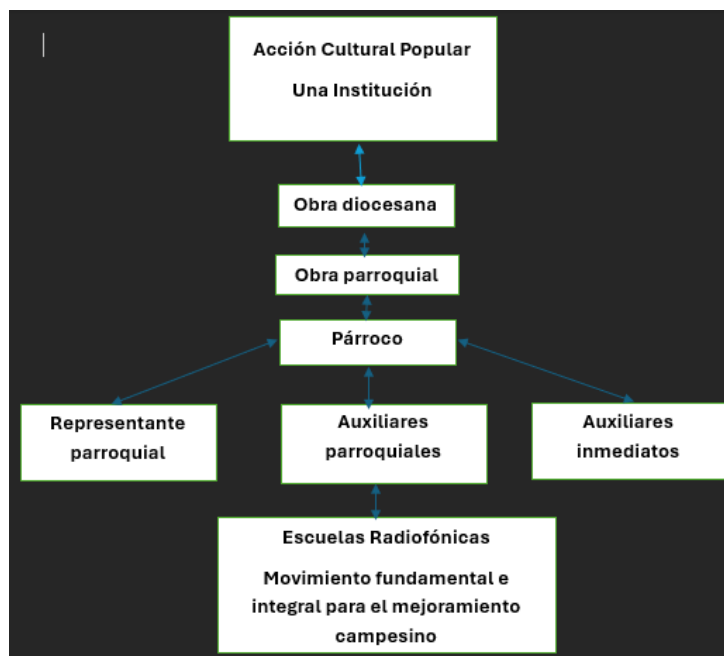 Acción Cultural Popular
Una Institución
Obra diocesana
Obra parroquial
Párroco
Representante
parroquial
Auxiliares
parroquiales
Auxiliares
inmediatos
Escuelas Radiofónicas
Movimiento fundamental e
integral para el mejoramiento
campesino